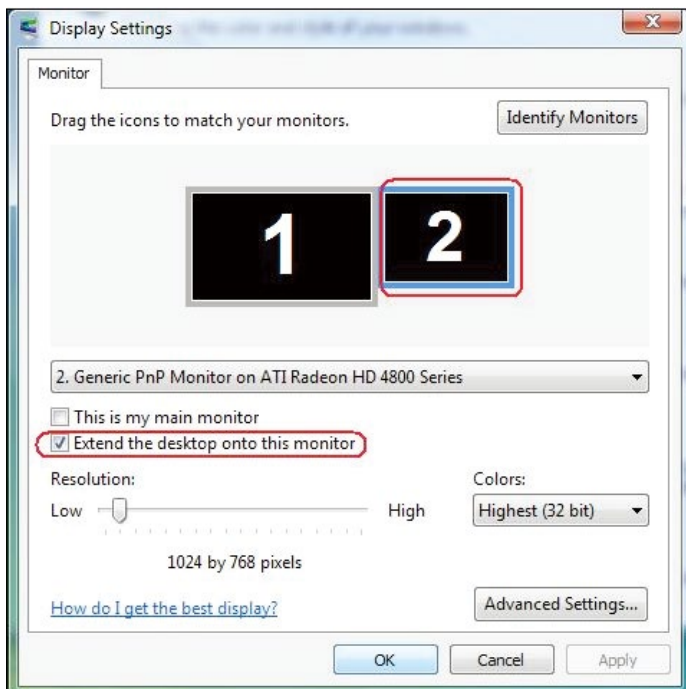 Display Settings
Monitor
Drag the icons to match your monitors.
Identify Monitors
1
2
2. Generic PnP Monitor on ATI Radeon HD 4800 Series
This is my main monitor
Extend the desktop onto this monitor
Resolution:
Colors:
Low
High
Highest (32 bit)
1024 by 768 pixels
How do I get the best display?
Advanced Settings...
OK
Cancel
Apply